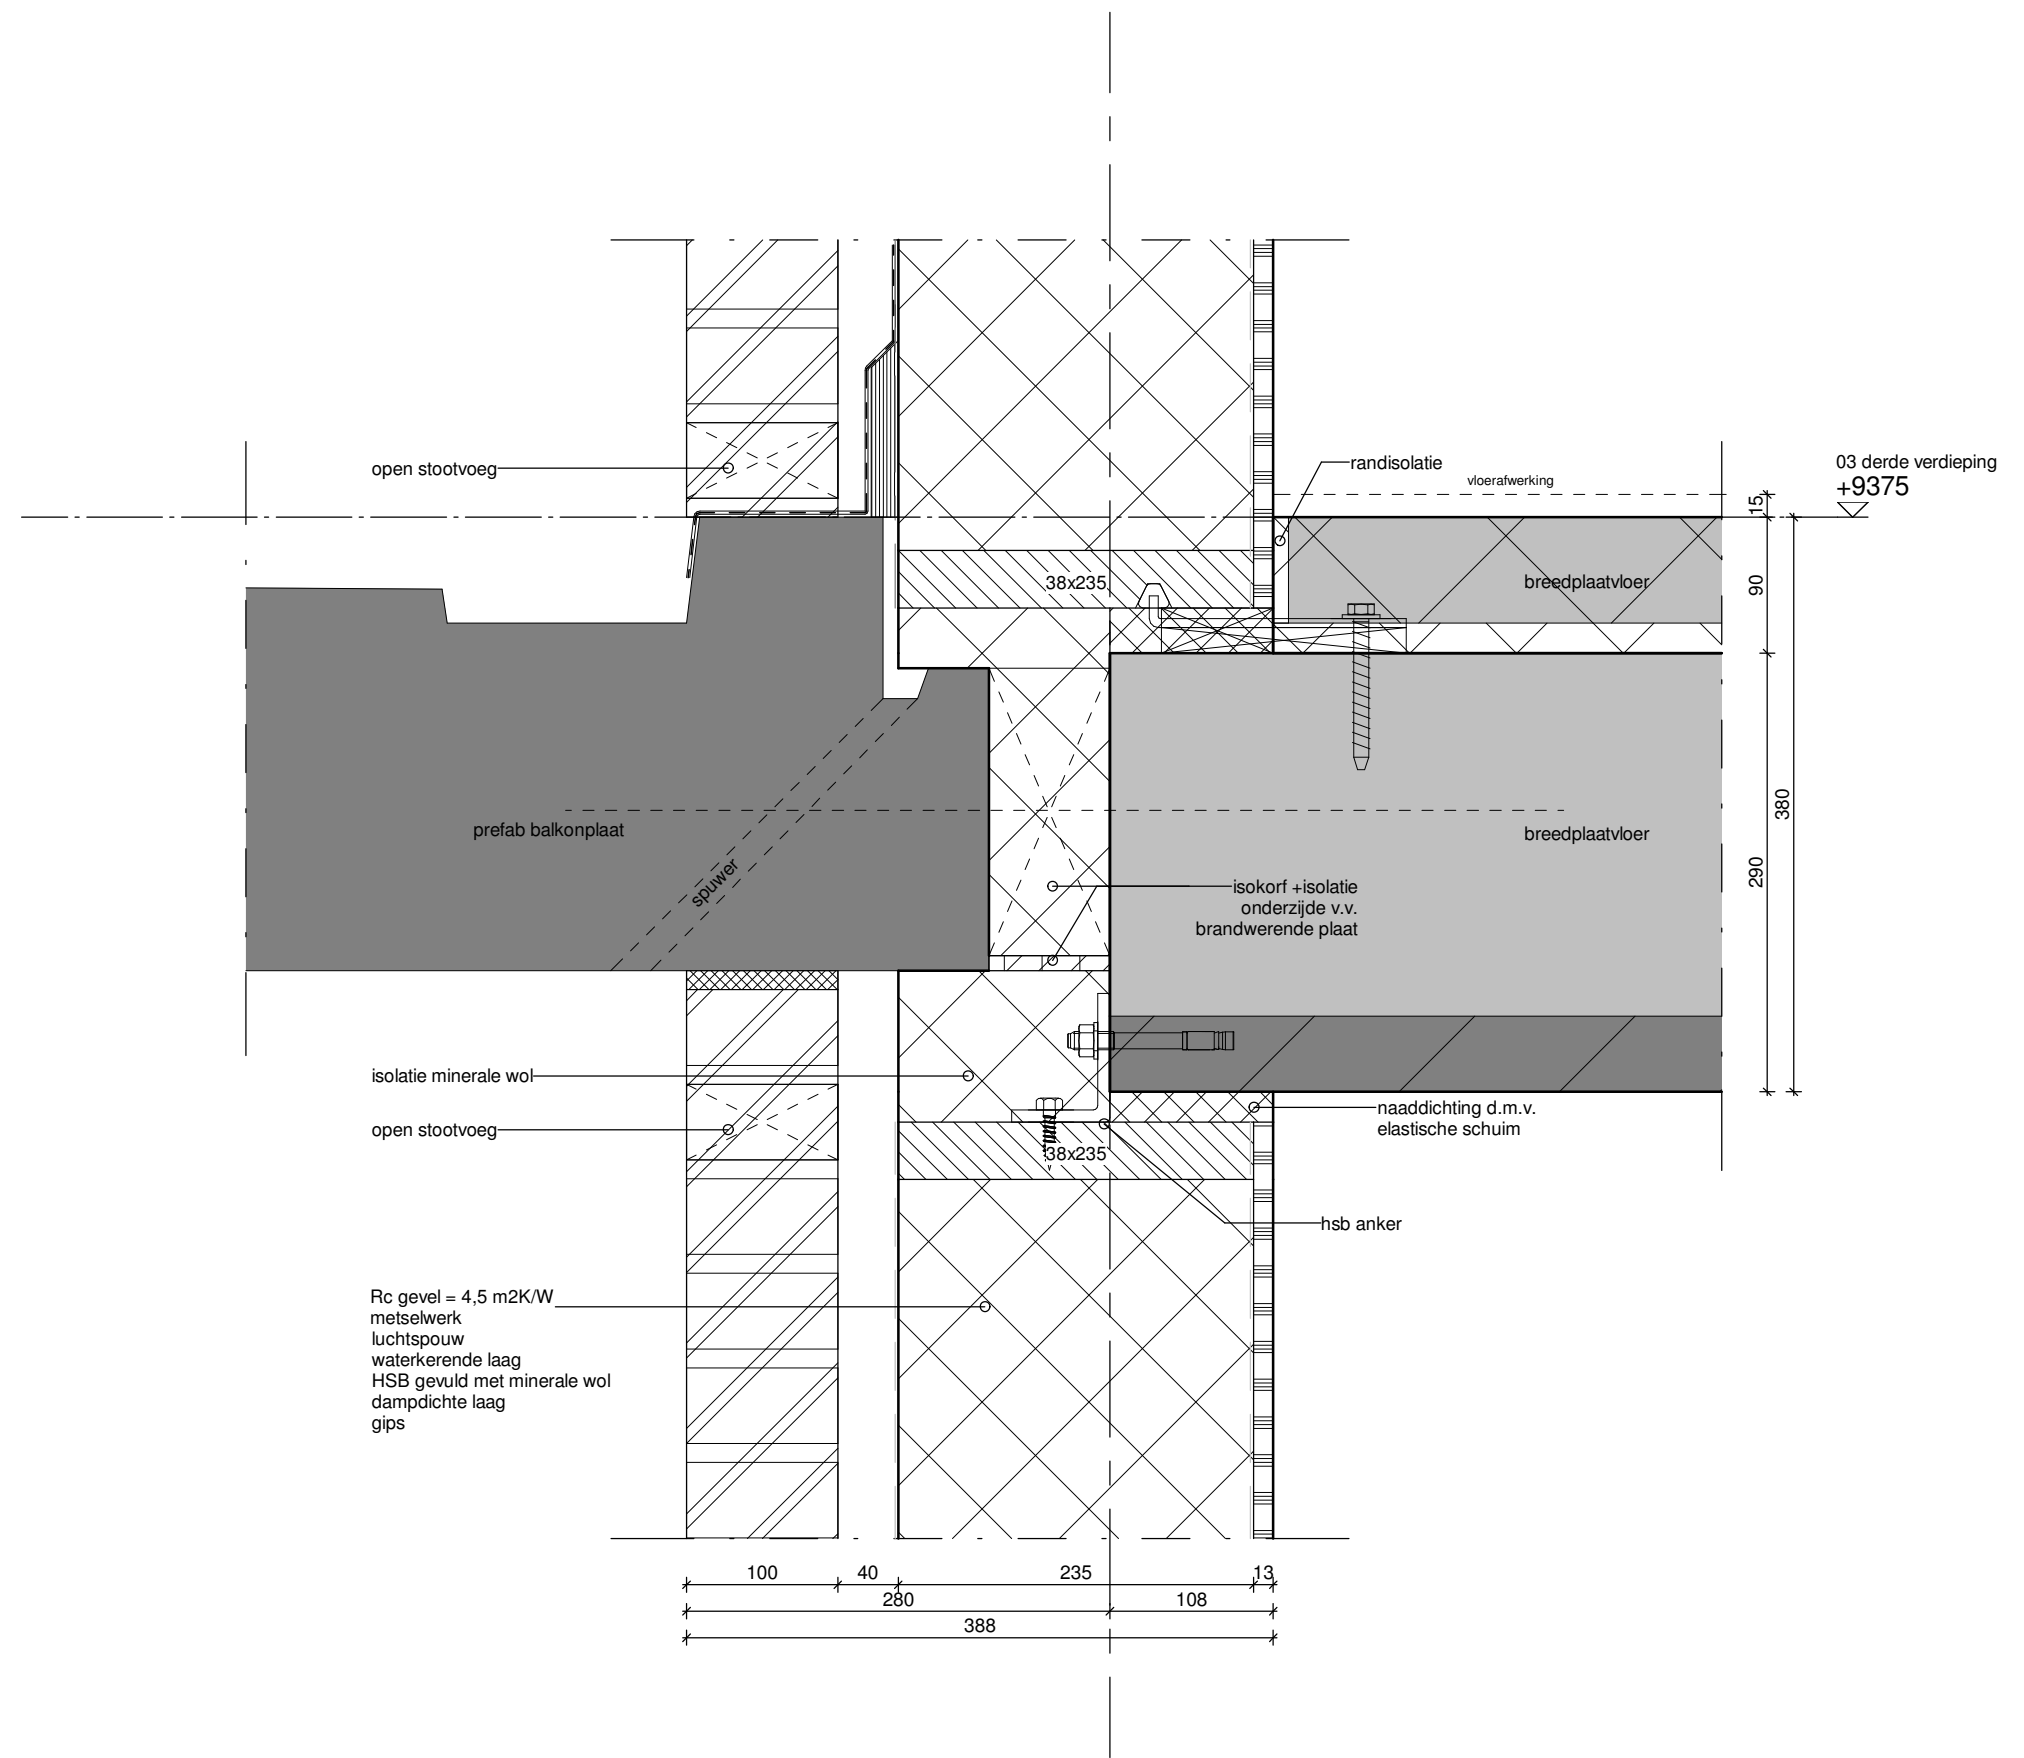 open stootvoeg
randisolatie
vloerafwerking
03 derde verdieping
+9375
15
38x235
breedplaatvloer
90
prefab balkonplaat
breedplaatvloer
380
spuwer
290
isokorf +isolatie
onderzijde v.v.
brandwerende plaat
isolatie minerale wol
open stootvoeg
naaddichting d.m.v.
elastische schuim
38x235
hsb anker
Rc gevel = 4,5 m2K/W
metselwerk
luchtspouw
waterkerende laag
HSB gevuld met minerale wol
dampdichte laag
gips
100 40 235 13
280 108
388